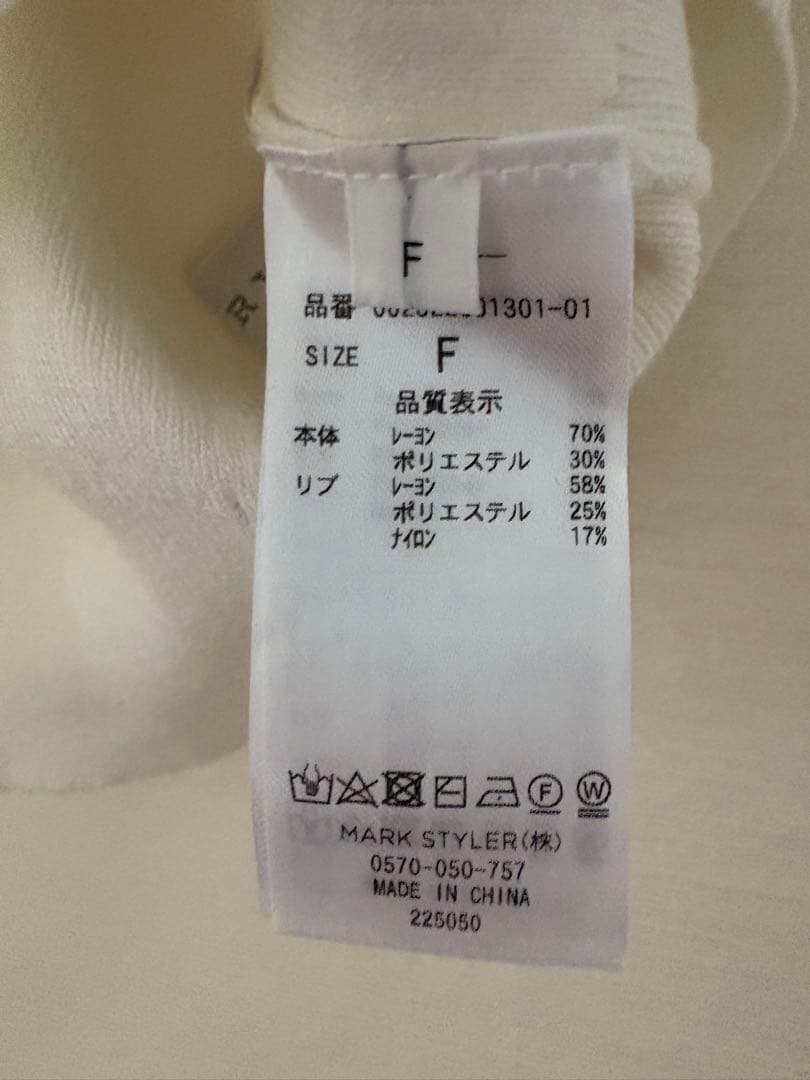 F
品番
SIZE F
品質表示
本体 レーヨン 70%
ポリエステル 30%
リブ レーヨン 58%
ポリエステル 25%
ナイロン 17%
F W
MARK STYLER(株)
0570-050-757
MADE IN CHINA
225050